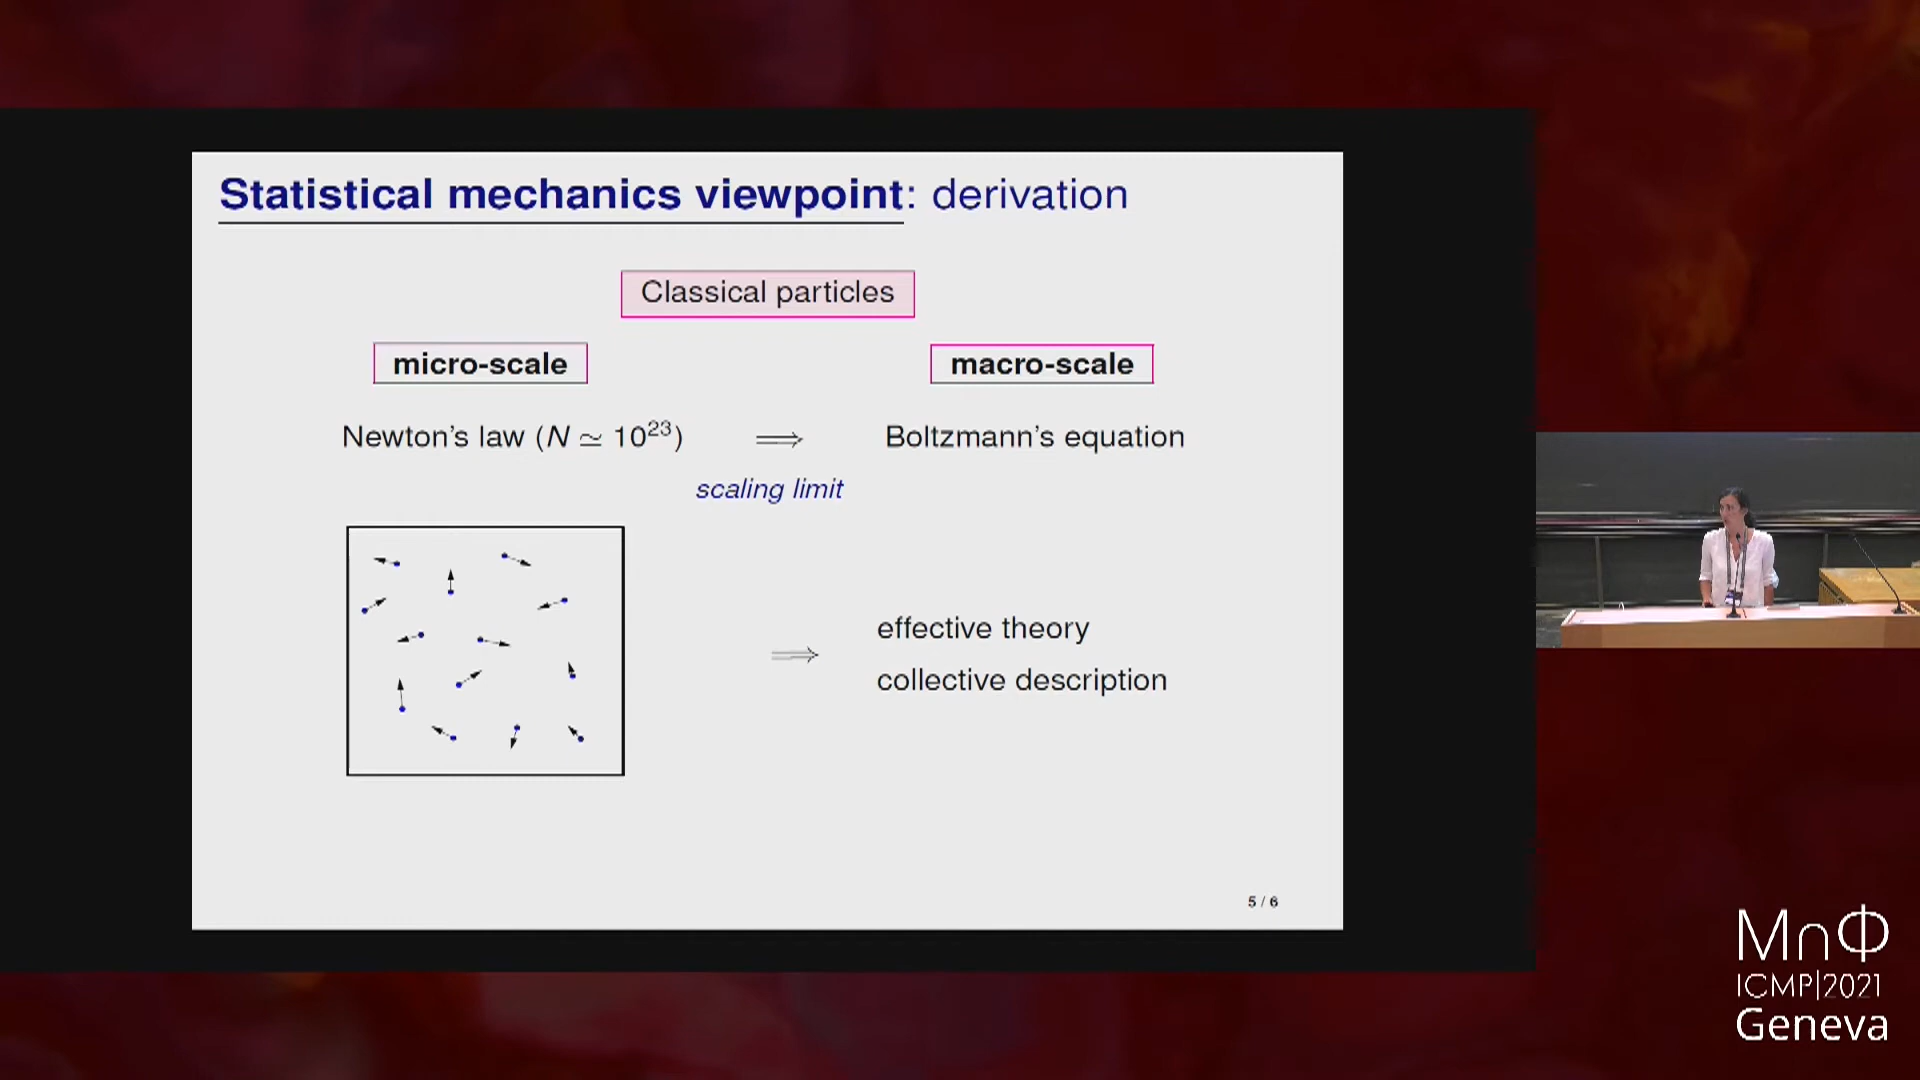 Statistical mechanics viewpoint: derivation
Classical particles
micro-scale
macro-scale
Newton's law (N ≃ 10²³) ⟹ Boltzmann's equation
scaling limit
⟹ effective theory
collective description
5 / 6
M∩Φ
ICMP|2021
Geneva